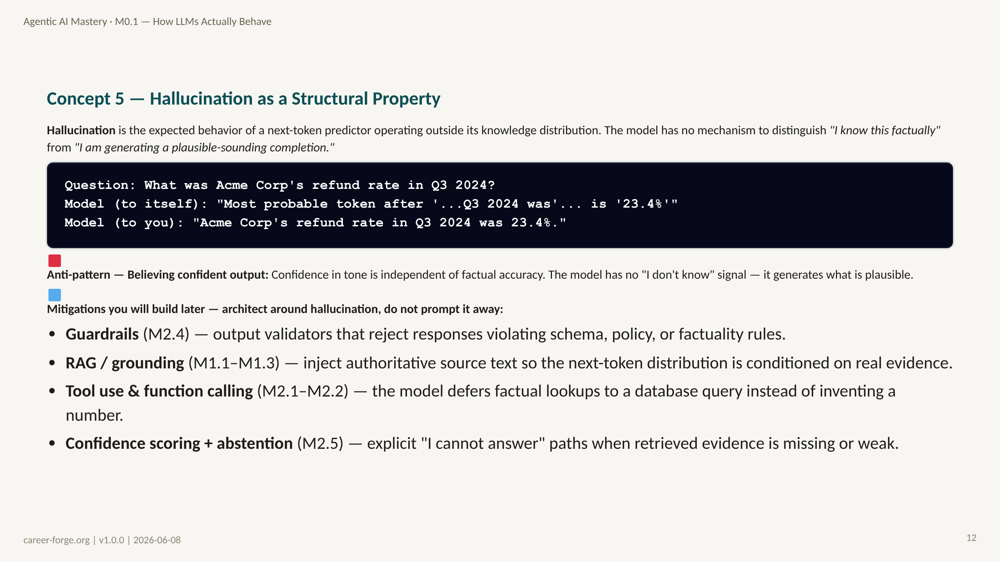 Agentic AI Mastery · M0.1 — How LLMs Actually Behave
Concept 5 — Hallucination as a Structural Property
Hallucination is the expected behavior of a next-token predictor operating outside its knowledge distribution. The model has no mechanism to distinguish "I know this factually"
from "I am generating a plausible-sounding completion."
Question: What was Acme Corp's refund rate in Q3 2024?
Model (to itself): "Most probable token after '...Q3 2024 was'... is '23.4%'"
Model (to you): "Acme Corp's refund rate in Q3 2024 was 23.4%."
Anti-pattern — Believing confident output: Confidence in tone is independent of factual accuracy. The model has no "I don't know" signal — it generates what is plausible.
Mitigations you will build later — architect around hallucination, do not prompt it away:
• Guardrails (M2.4) — output validators that reject responses violating schema, policy, or factuality rules.
• RAG / grounding (M1.1–M1.3) — inject authoritative source text so the next-token distribution is conditioned on real evidence.
• Tool use & function calling (M2.1–M2.2) — the model defers factual lookups to a database query instead of inventing a
number.
• Confidence scoring + abstention (M2.5) — explicit "I cannot answer" paths when retrieved evidence is missing or weak.
career-forge.org | v1.0.0 | 2026-06-08
12